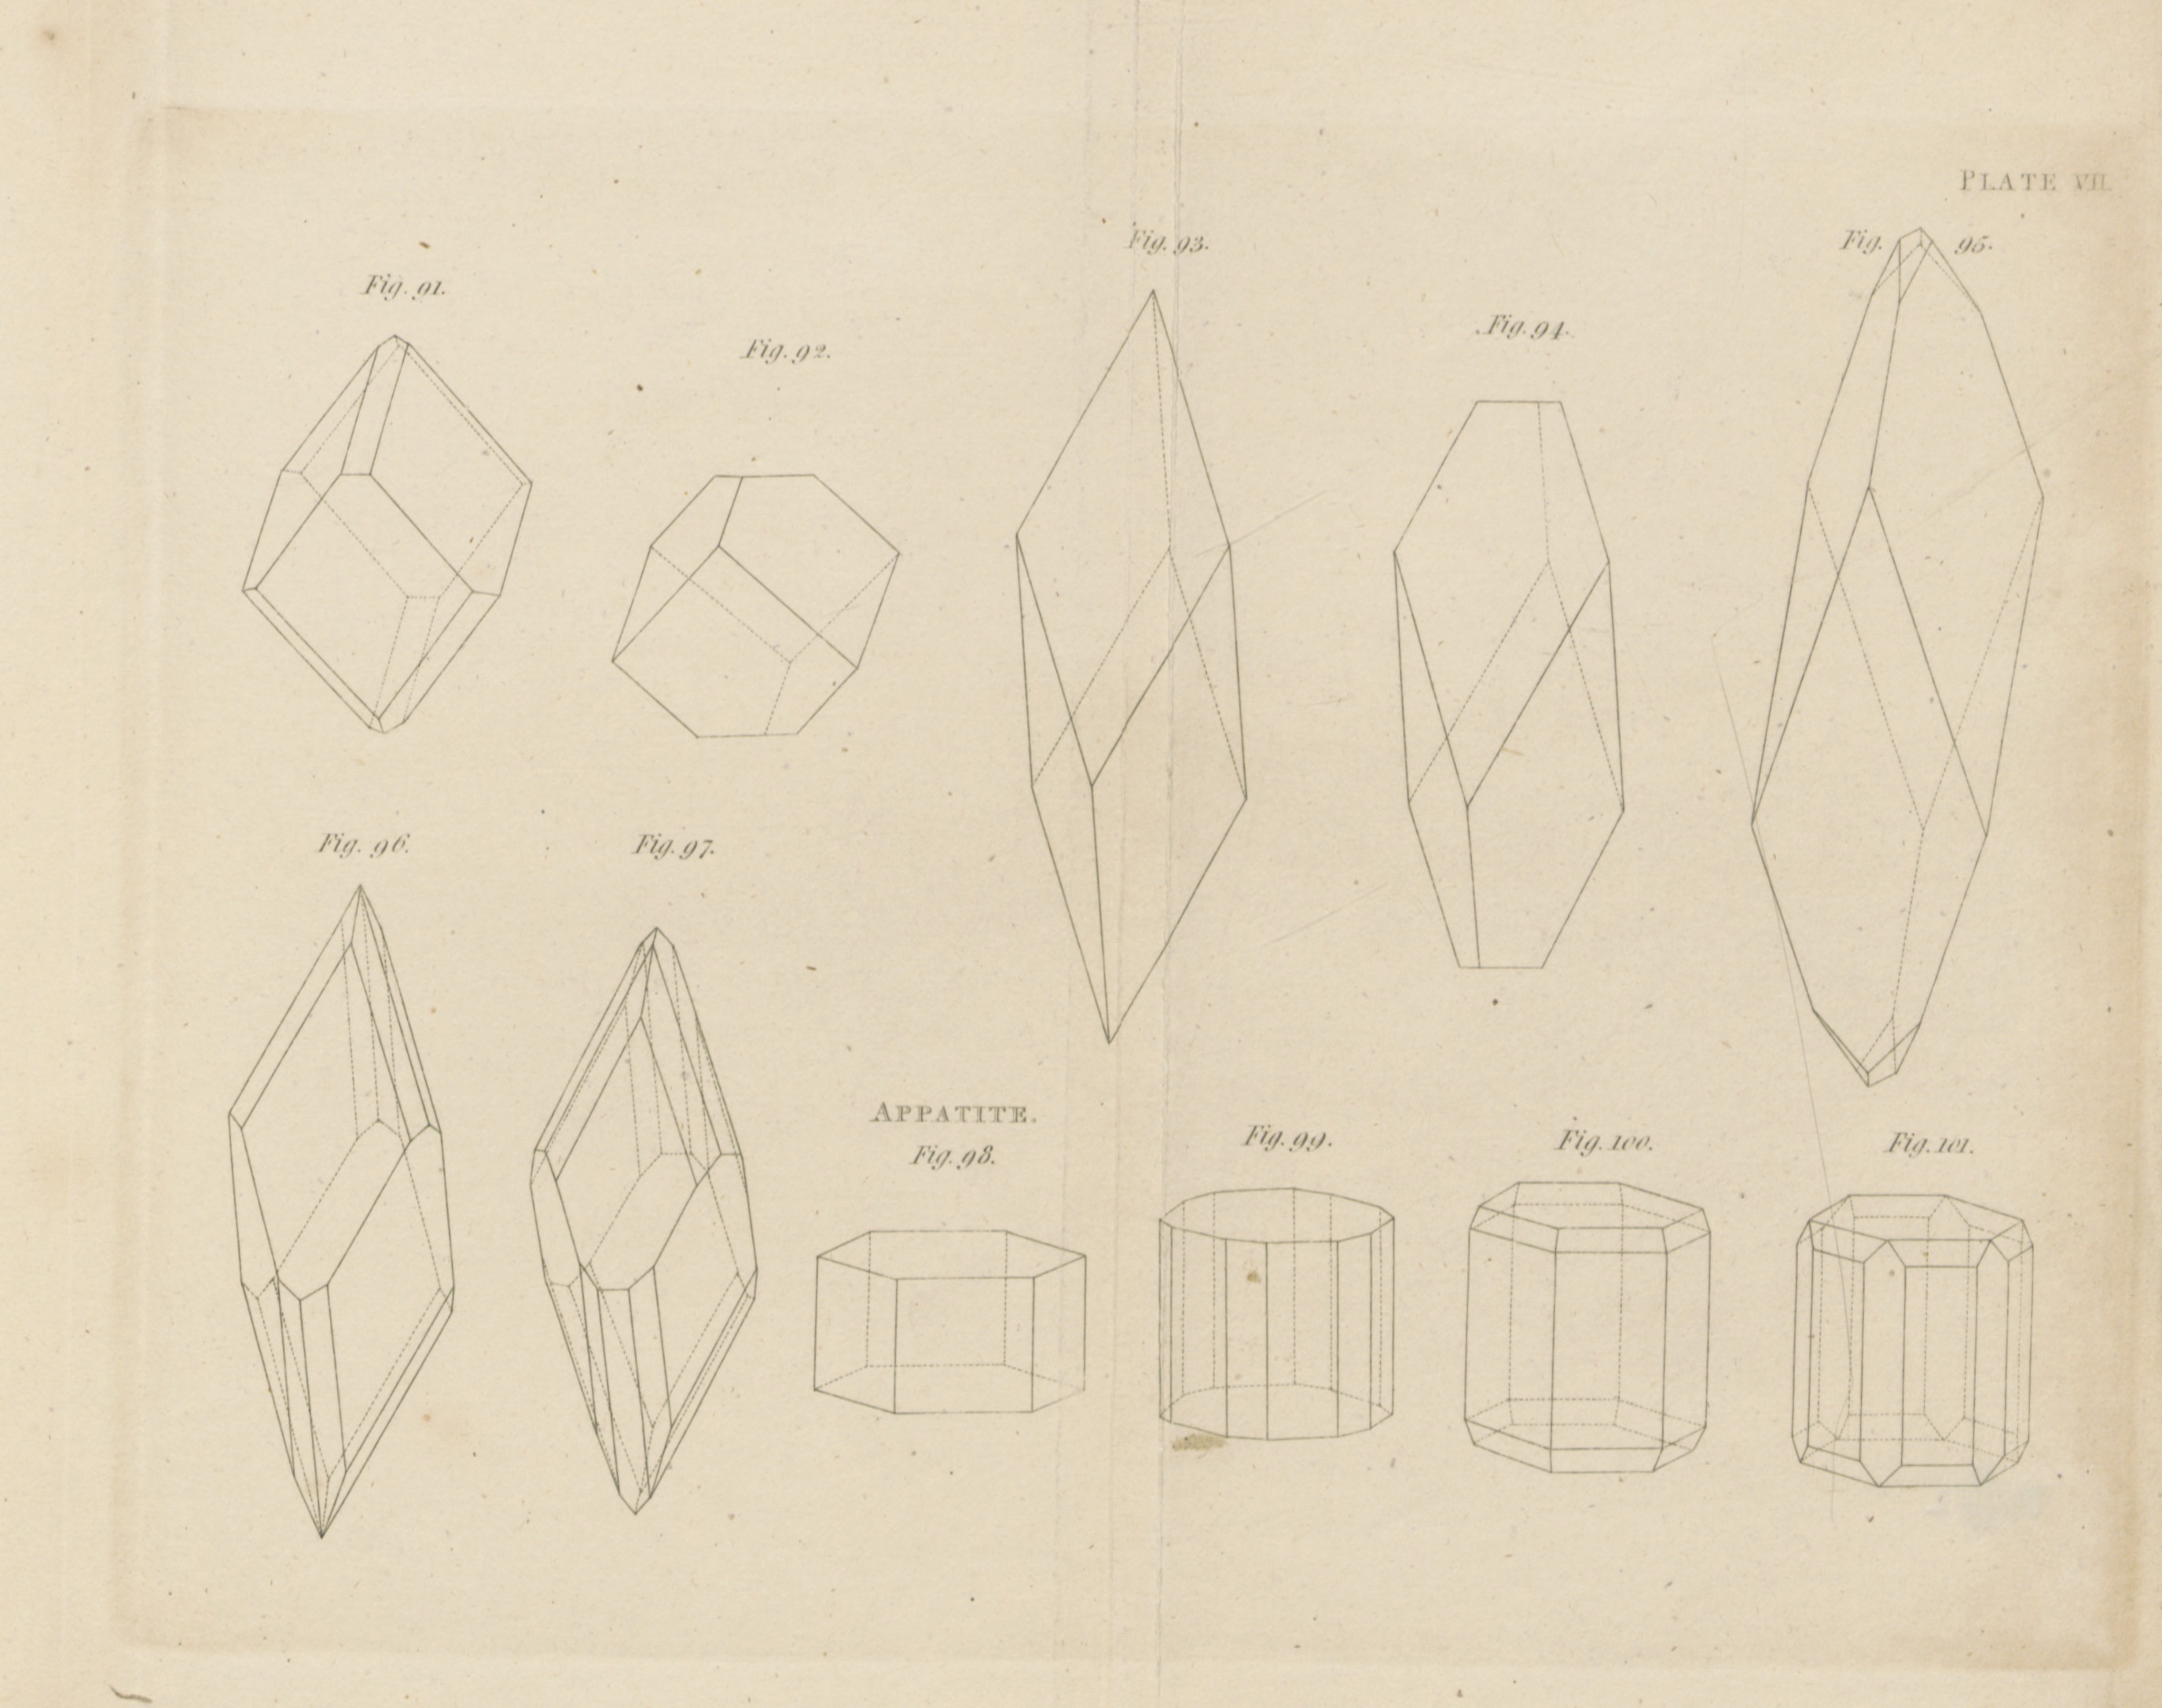 PLATE VII.
Fig. 91.
Fig. 92.
Fig. 93.
Fig. 94.
Fig. 95.
Fig. 96.
Fig. 97.
APPATITE.
Fig. 98.
Fig. 99.
Fig. 100.
Fig. 101.